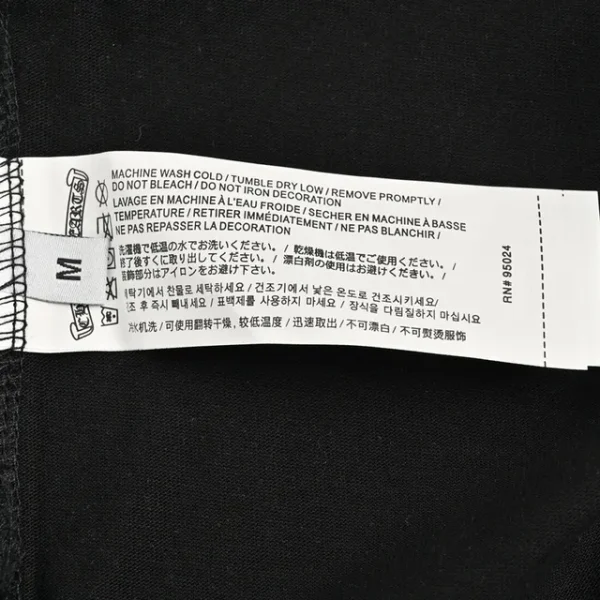 MACHINE WASH COLD / TUMBLE DRY LOW / REMOVE PROMPTLY /
DO NOT BLEACH / DO NOT IRON DECORATION
LAVAGE EN MACHINE À L'EAU FROIDE / SECHER EN MACHINE À BASSE
TEMPERATURE / RETIRER IMMÉDIATEMENT / NE PAS BLANCHIR /
NE PAS REPASSER LA DECORATION
洗濯機で低温の水でお洗いください。 / 乾燥機は低温でご使用ください。
終了後すぐに取り出してください。 / 漂白剤の使用はお避けください。 /
装飾部分はアイロンをお避けください。
세탁기에서 찬물로 세탁하세요 / 건조기에서 낮은 온도로 건조시키세요 /
건조 후 즉시 빼내세요 / 표백제를 사용하지 마세요 / 장식을 다림질하지 마십시요
冷水机洗 / 可使用翻转干燥，较低温度 / 迅速取出 / 不可漂白 / 不可熨烫服饰
RN# 95024
M